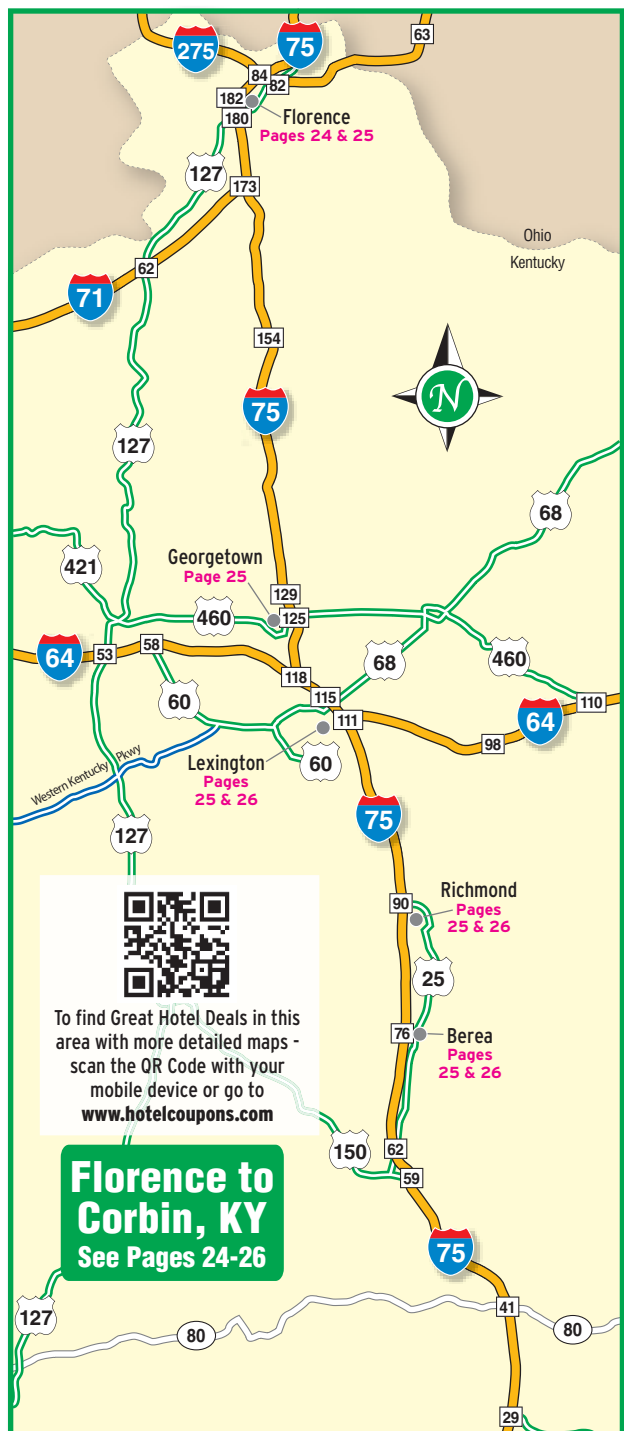 275
75
63
84
82
182
Florence
180
Pages 24 & 25
127
173
Ohio
62
Kentucky
71
154
N
75
127
68
421
Georgetown
Page 25
129
460
125
64
53
58
68
460
118
60
115
110
111
64
98
Western Kentucky Pkwy
Lexington
60
Pages
25 & 26
75
127
Richmond
90
Pages
25 & 26
25
76
Berea
Pages
25 & 26
To find Great Hotel Deals in this
area with more detailed maps -
scan the QR Code with your
mobile device or go to
www.hotelcoupons.com
150
62
59
Florence to
Corbin, KY
See Pages 24-26
75
41
127
80
80
29